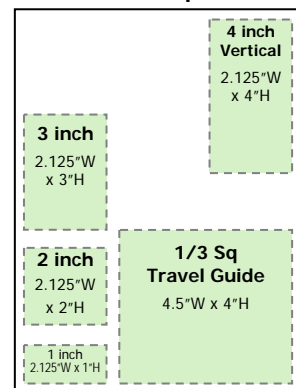 4 inch
Vertical
2.125"W
x 4"H
3 inch
2.125"W
x 3"H
2 inch
2.125"W
x 2"H
1/3 Sq
Travel Guide
4.5"W x 4"H
1 inch
2.125"W x 1"H